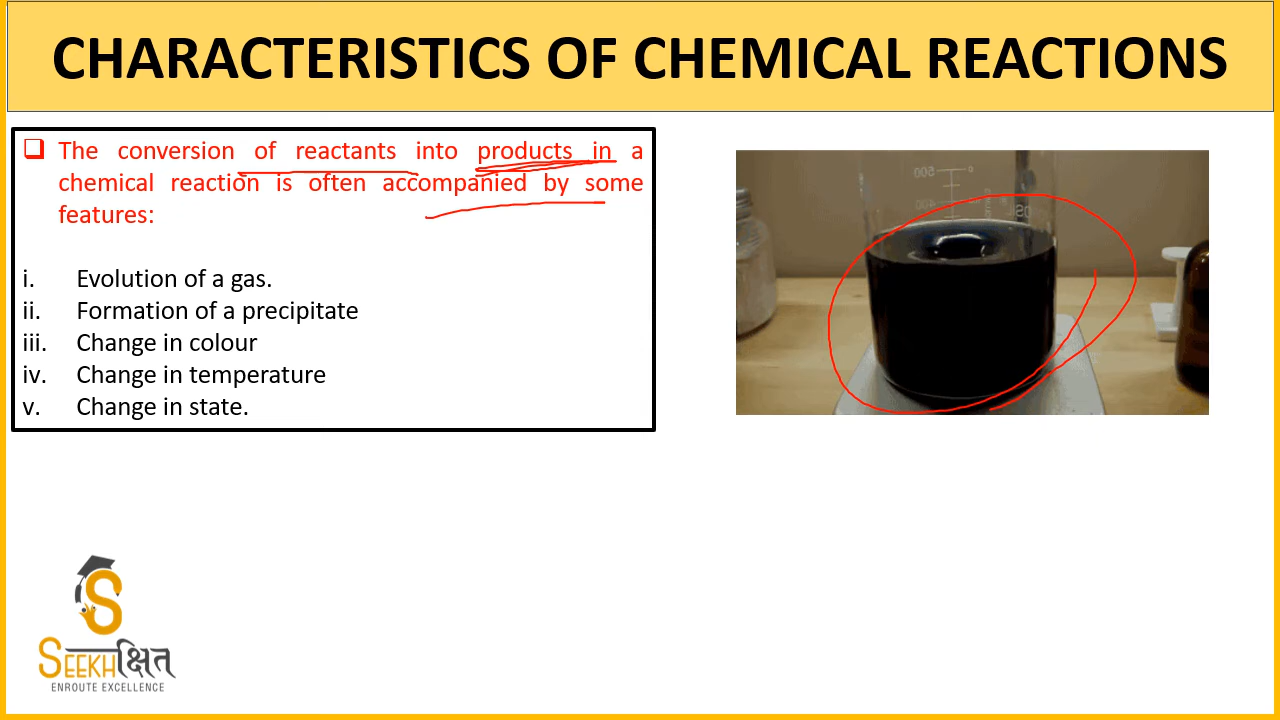 CHARACTERISTICS OF CHEMICAL REACTIONS
❑ The conversion of reactants into products in a
chemical reaction is often accompanied by some
features:
i. Evolution of a gas.
ii. Formation of a precipitate
iii. Change in colour
iv. Change in temperature
v. Change in state.
500
400
SEEKHक्षित
ENROUTE EXCELLENCE